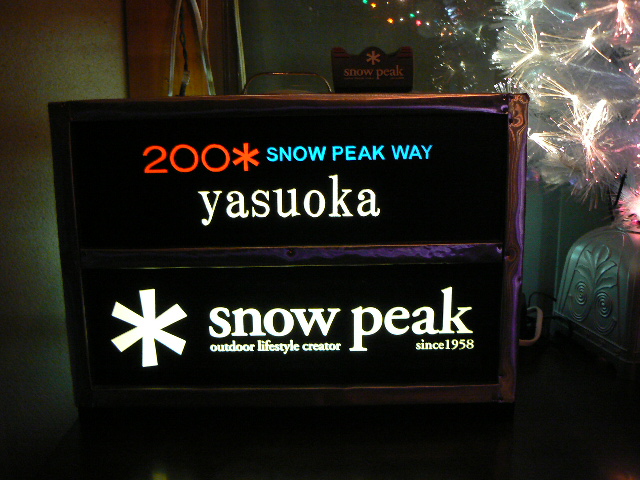 snow peak
200* SNOW PEAK WAY
yasuoka
* snow peak
outdoor lifestyle creator since1958